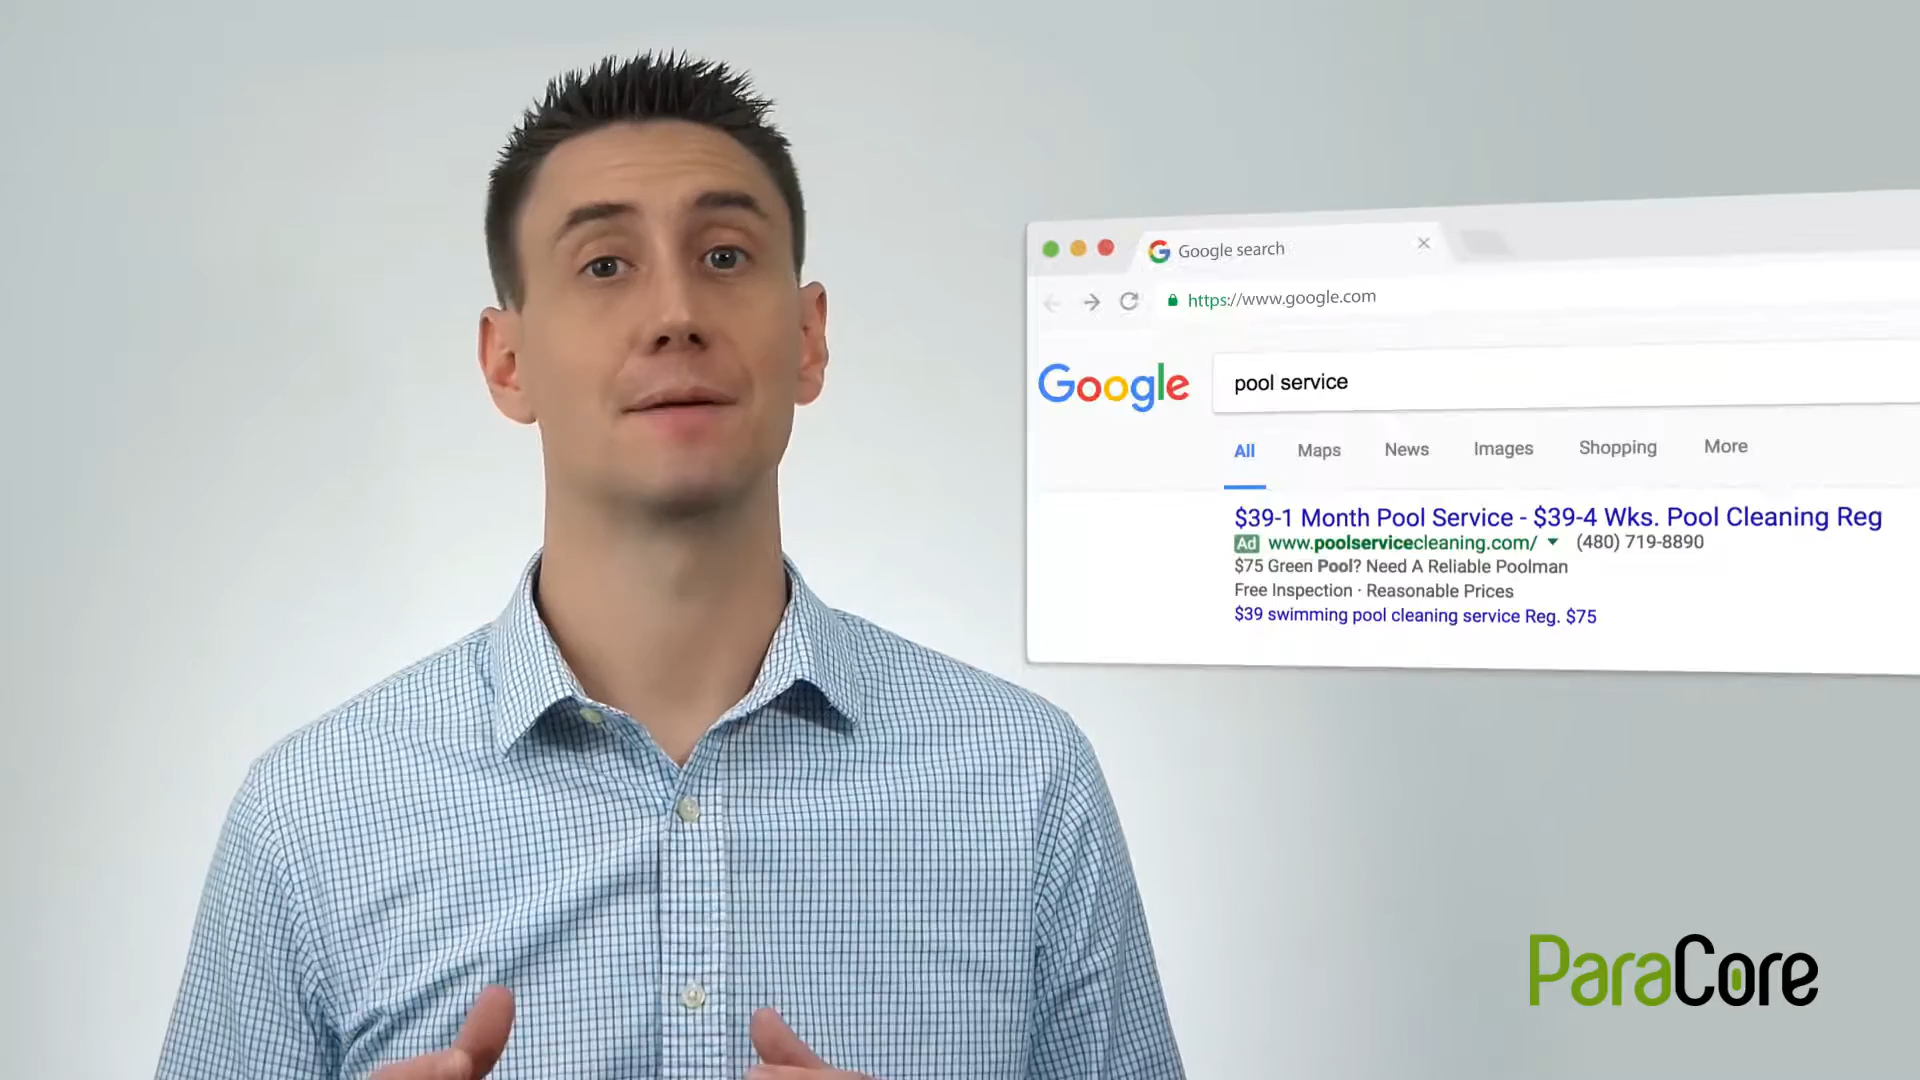 Google search
https://www.google.com
Google
pool service
All Maps News Images Shopping More
$39-1 Month Pool Service - $39-4 Wks. Pool Cleaning Reg
Ad www.poolservicecleaning.com/ (480) 719-8890
$75 Green Pool? Need A Reliable Poolman
Free Inspection · Reasonable Prices
$39 swimming pool cleaning service Reg. $75
ParaCore